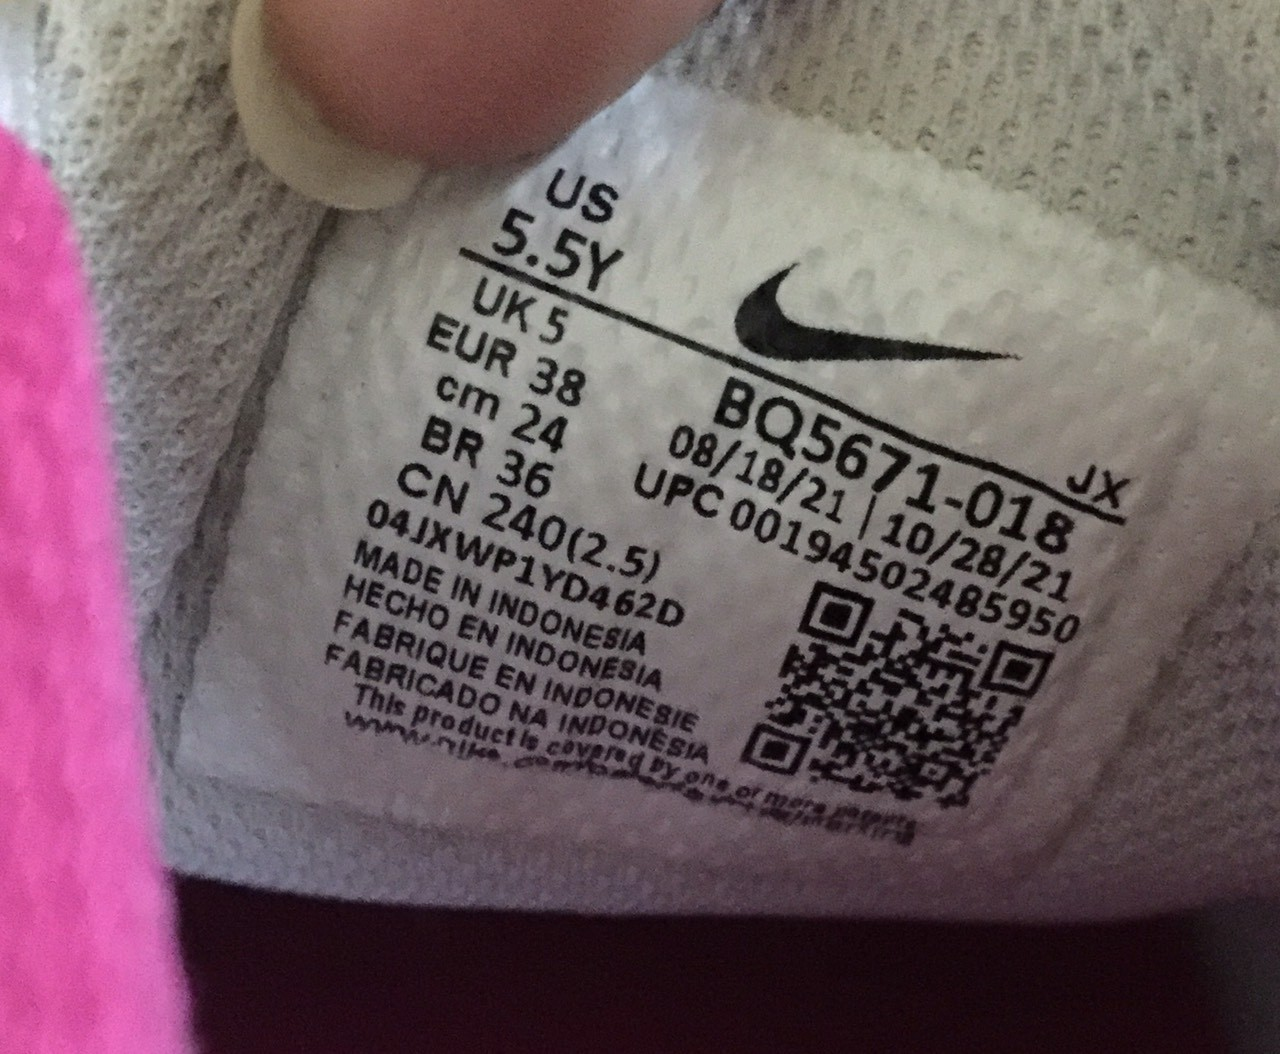 US
5.5Y
UK 5
EUR 38
cm 24
BR 36
CN 240(2.5)
04JXWP1YD462D
MADE IN INDONESIA
HECHO EN INDONESIA
FABRIQUE EN INDONESIE
FABRICADO NA INDONÉSIA
This product is covered by one or more patents
JX
BQ5671-018
08/18/21 | 10/28/21
UPC 00194502485950